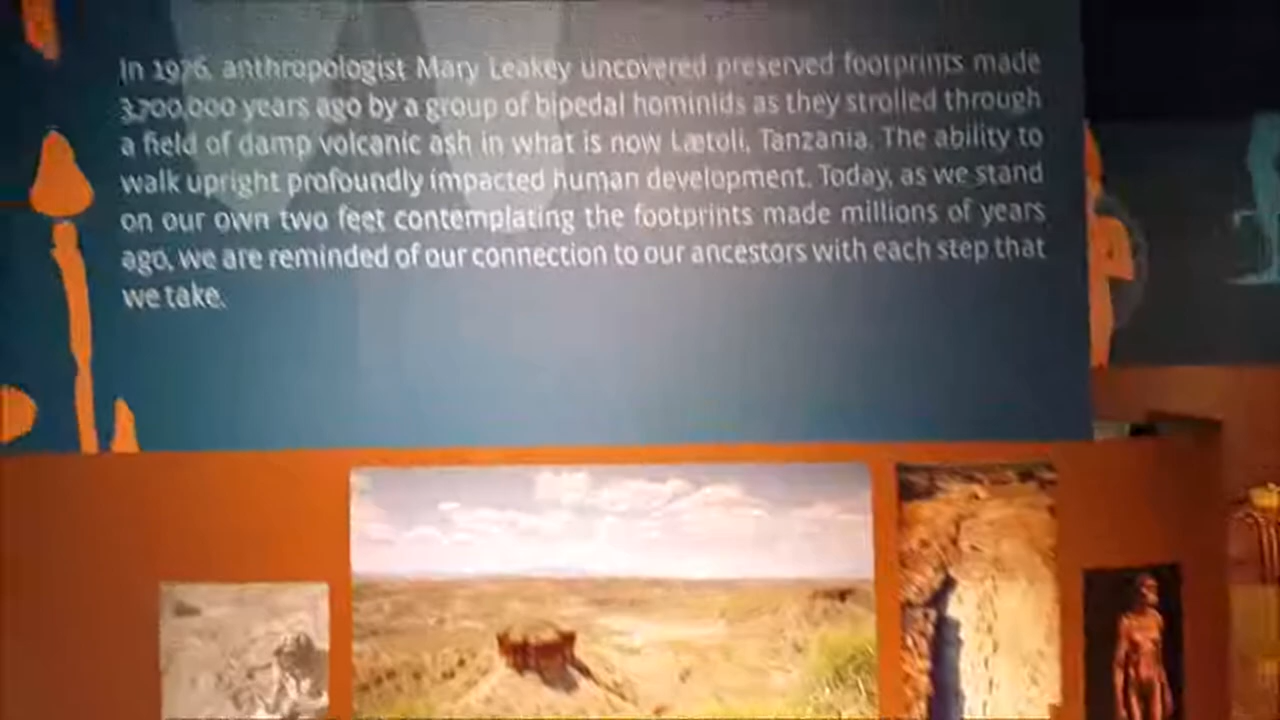 In 1976, anthropologist Mary Leakey uncovered preserved footprints made
3,700,000 years ago by a group of bipedal hominids as they strolled through
a field of damp volcanic ash in what is now Lætoli, Tanzania. The ability to
walk upright profoundly impacted human development. Today, as we stand
on our own two feet contemplating the footprints made millions of years
ago, we are reminded of our connection to our ancestors with each step that
we take.